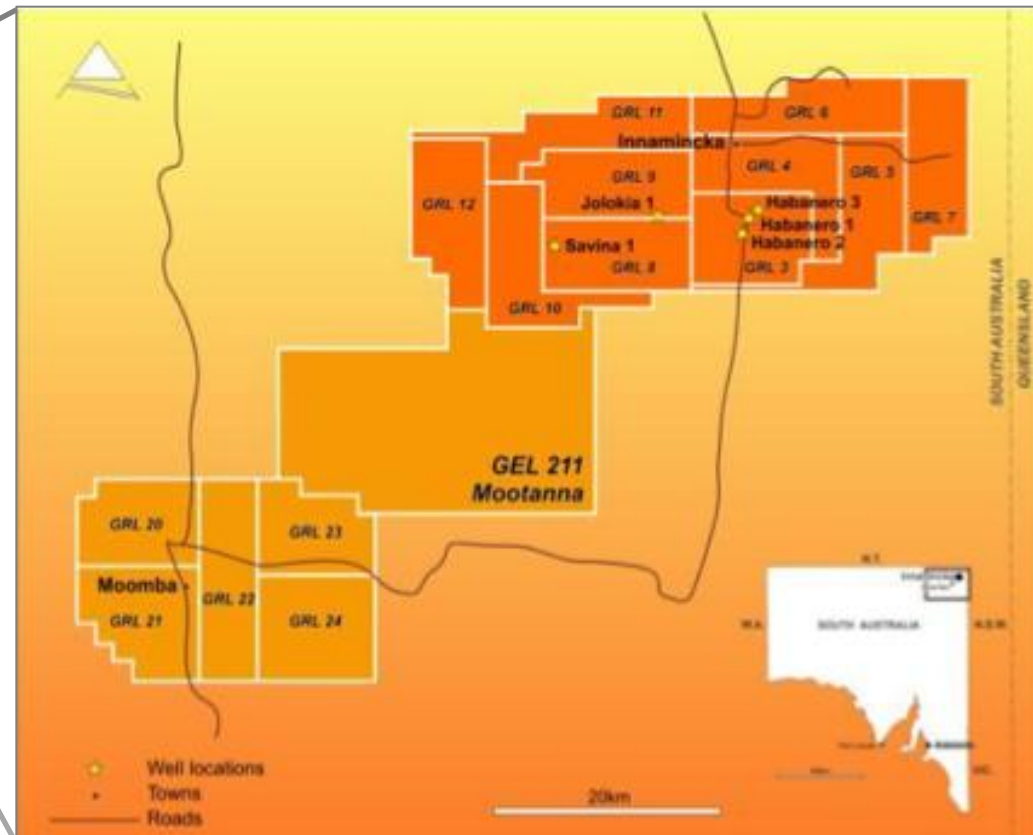 GRL 11
GRL 6
Innamincka
GRL 4
GRL 5
GRL 9
GRL 12
Jolokia 1
Habanero 3
GRL 7
Habanero 1
Savina 1
Habanero 2
GRL 8
GRL 3
GRL 10
SOUTH AUSTRALIA
QUEENSLAND
GEL 211
Mootanna
GRL 20
GRL 23
Moomba
GRL 22
GRL 21
GRL 24
N.T.
W.A.
SOUTH AUSTRALIA
N.S.W.
Well locations
Towns
Roads
20km